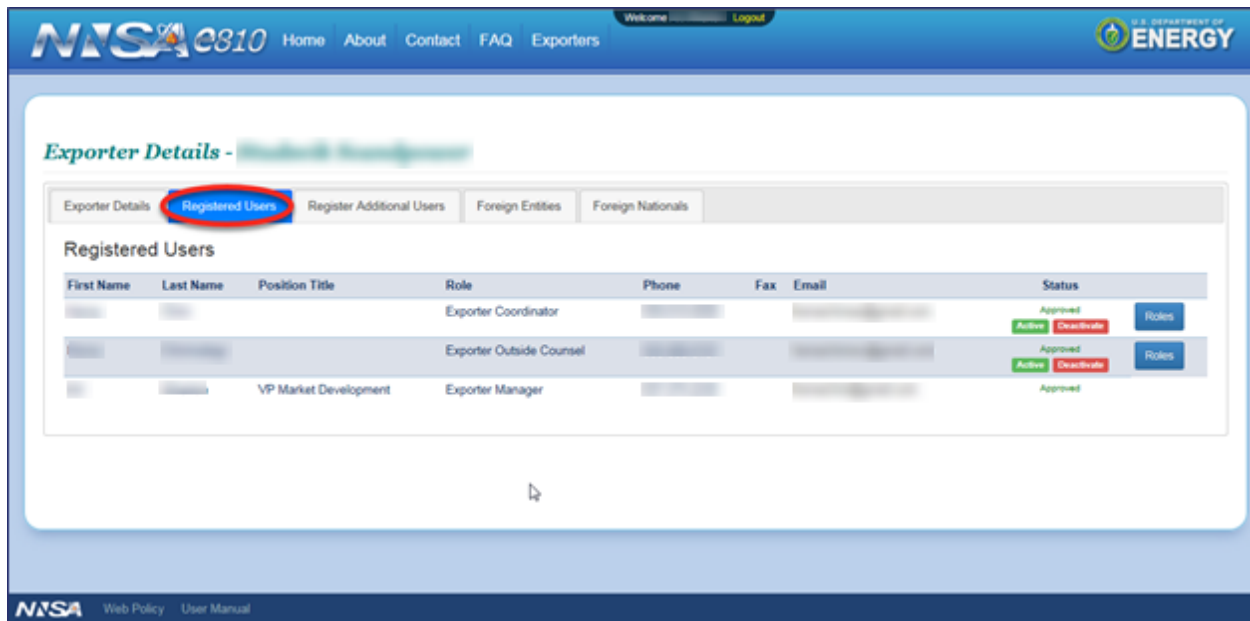 Welcome Logout
NNSA e810 Home About Contact FAQ Exporters
U.S. DEPARTMENT OF
ENERGY
Exporter Details -
Exporter Details Registered Users Register Additional Users Foreign Entities Foreign Nationals
Registered Users
First Name Last Name Position Title Role Phone Fax Email Status
Exporter Coordinator Approved
Active Deactivate Roles
Exporter Outside Counsel Approved
Active Deactivate Roles
VP Market Development Exporter Manager Approved
NNSA Web Policy User Manual